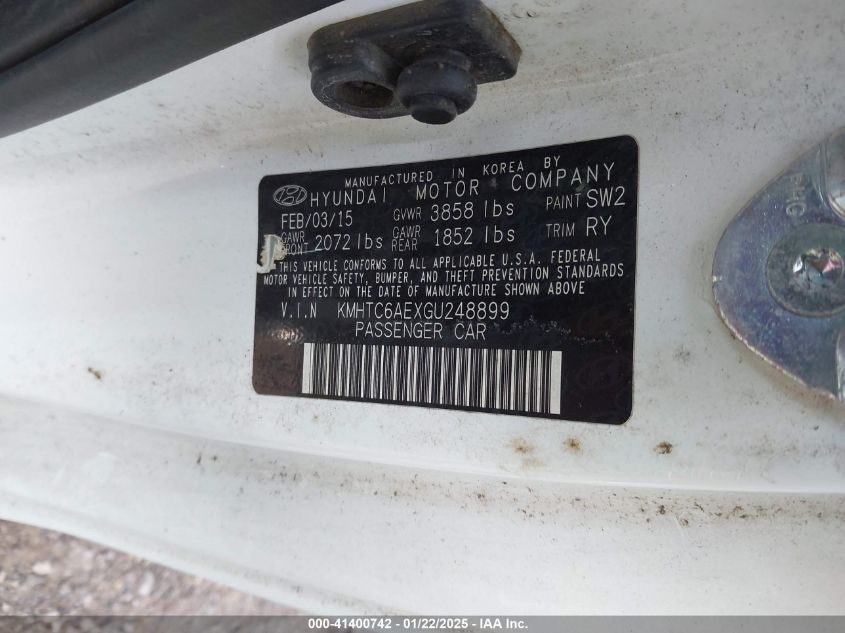 MANUFACTURED IN KOREA BY
HYUNDAI MOTOR COMPANY
FEB/03/15 GVWR 3858 lbs PAINT SW2
GAWR FRONT 2072 lbs GAWR REAR 1852 lbs TRIM RY
THIS VEHICLE CONFORMS TO ALL APPLICABLE U.S.A. FEDERAL
MOTOR VEHICLE SAFETY, BUMPER, AND THEFT PREVENTION STANDARDS
IN EFFECT ON THE DATE OF MANUFACTURE SHOWN ABOVE
V.I.N KMHTC6AEXGU248899
PASSENGER CAR
000-41400742 - 01/22/2025 - IAA Inc.